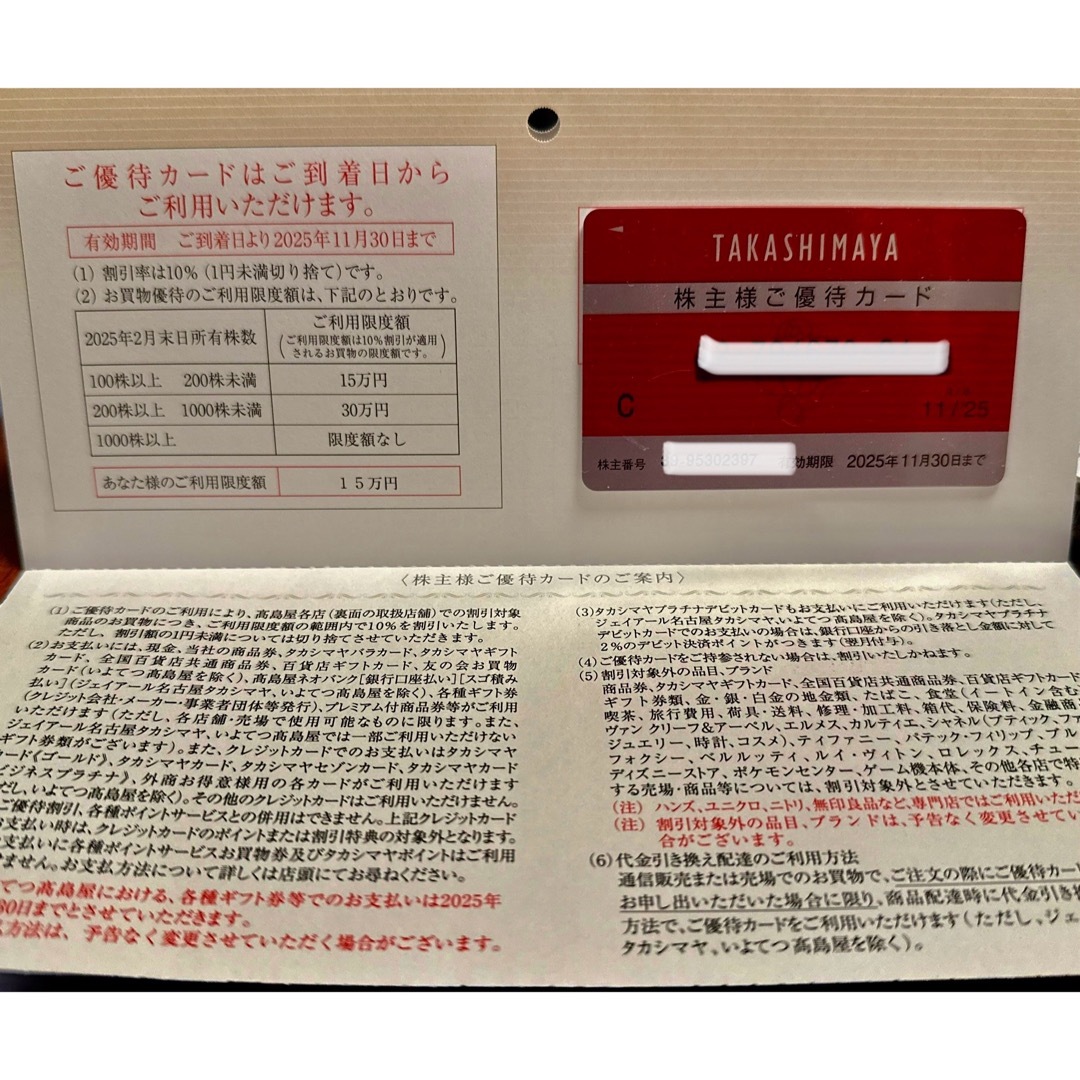 ご優待カードはご到着日から
ご利用いただけます。
有効期間　ご到着日より2025年11月30日まで
(1) 割引率は10%(1円未満切り捨て)です。
(2) お買物優待のご利用限度額は、下記のとおりです。
2025年2月末日所有株数
ご利用限度額
(ご利用限度額は10%割引が適用
されるお買物の限度額です。)
100株以上　200株未満　15万円
200株以上　1000株未満　30万円
1000株以上　限度額なし
あなた様のご利用限度額　15万円
TAKASHIMAYA
株主様ご優待カード
C
11/25
株主番号
有効期限 2025年11月30日まで
〈株主様ご優待カードのご案内〉
(1)ご優待カードのご利用により、髙島屋各店(裏面の取扱店舗)での割引対象
商品のお買物につき、ご利用限度額の範囲内で10%を割引いたします。
ただし、割引額の1円未満については切り捨てさせていただきます。
(2)お支払いには、現金、当社の商品券、タカシマヤバラカード、タカシマヤギフト
カード、全国百貨店共通商品券、百貨店ギフトカード、友の会お買物
カード(いよてつ髙島屋を除く)、髙島屋ネオバンク[銀行口座払い][スゴ積み
払い](ジェイアール名古屋タカシマヤ、いよてつ髙島屋を除く)、各種ギフト券
(クレジット会社・メーカー・事業者団体等発行)、プレミアム付商品券等がご利用
いただけます(ただし、各店舗・売場で使用可能なものに限ります。また、
ジェイアール名古屋タカシマヤ、いよてつ髙島屋では一部ご利用いただけない
ギフト券類がございます)。また、クレジットカードでのお支払いはタカシマヤ
カード《ゴールド》、タカシマヤカード、タカシマヤセゾンカード、タカシマヤカード
ビジネスプラチナ》、外商お得意様用の各カードがご利用いただけます
だし、いよてつ髙島屋を除く)。その他のクレジットカードはご利用いただけません。
ご優待割引、各種ポイントサービスとの併用はできません。上記クレジットカード
お支払い時は、クレジットカードのポイントまたは割引特典の対象外となります。
支払いに各種ポイントサービスお買物券及びタカシマヤポイントはご利用
ません。お支払方法について詳しくは店頭にてお尋ねください。
てつ髙島屋における、各種ギフト券等でのお支払いは2025年
30日までとさせていただきます。
方法は、予告なく変更させていただく場合がございます。
(3)タカシマヤプラチナデビットカードもお支払いにご利用いただけます(ただし、
ジェイアール名古屋タカシマヤ、いよてつ髙島屋を除く)。タカシマヤプラチナ
デビットカードでのお支払いの場合は、銀行口座からの引き落とし金額に対して
2%のデビット決済ポイントがつきます(翌月付与)。
(4)ご優待カードをご持参されない場合は、割引いたしかねます。
(5)割引対象外の品目、ブランド
商品券、タカシマヤギフトカード、全国百貨店共通商品券、百貨店ギフトカード
ギフト券類、金・銀・白金の地金類、たばこ、食堂(イートイン含む
喫茶、旅行費用、荷具・送料、修理・加工料、箱代、保険料、金融商
ヴァン クリーフ&アーペル、エルメス、カルティエ、シャネル(ブティック、ファ
ジュエリー、時計、コスメ)、ティファニー パテック・フィリップ、ブル
フォクシー、ベルルッティ、ルイ・ヴィトン、ロレックス、チュー
ディズニーストア、ポケモンセンター、ゲーム機本体、その他各店で特
する売場・商品等については、割引対象外とさせていただきます。
(注) ハンズ、ユニクロ、ニトリ、無印良品など、専門店ではご利用いただ
(注) 割引対象外の品目、ブランドは、予告なく変更させてい
合がございます。
(6)代金引き換え配達のご利用方法
通信販売または売場でのお買物で、ご注文の際にご優待カー
お申し出いただいた場合に限り、商品配達時に代金引き換
方法で、ご優待カードをご利用いただけます(ただし、ジェ
タカシマヤ、いよてつ髙島屋を除く)。